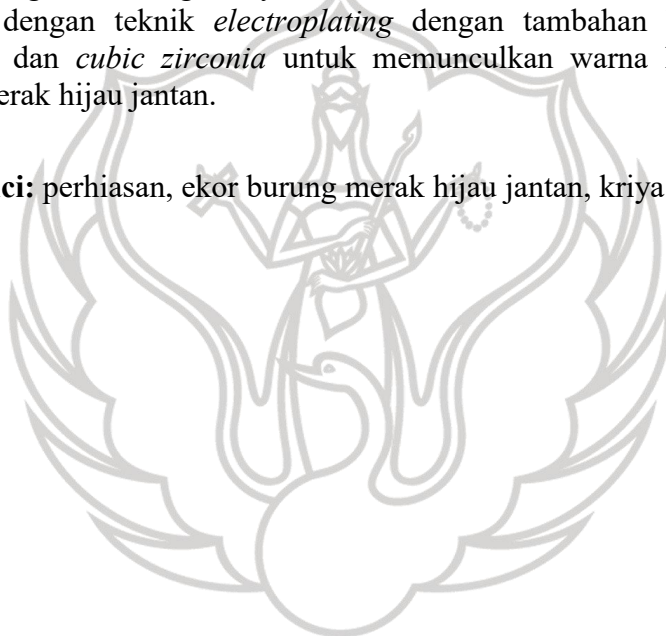 dengan teknik electroplating dengan tambahan
dan cubic zirconia untuk memunculkan warna
erak hijau jantan.
ci: perhiasan, ekor burung merak hijau jantan, kriya